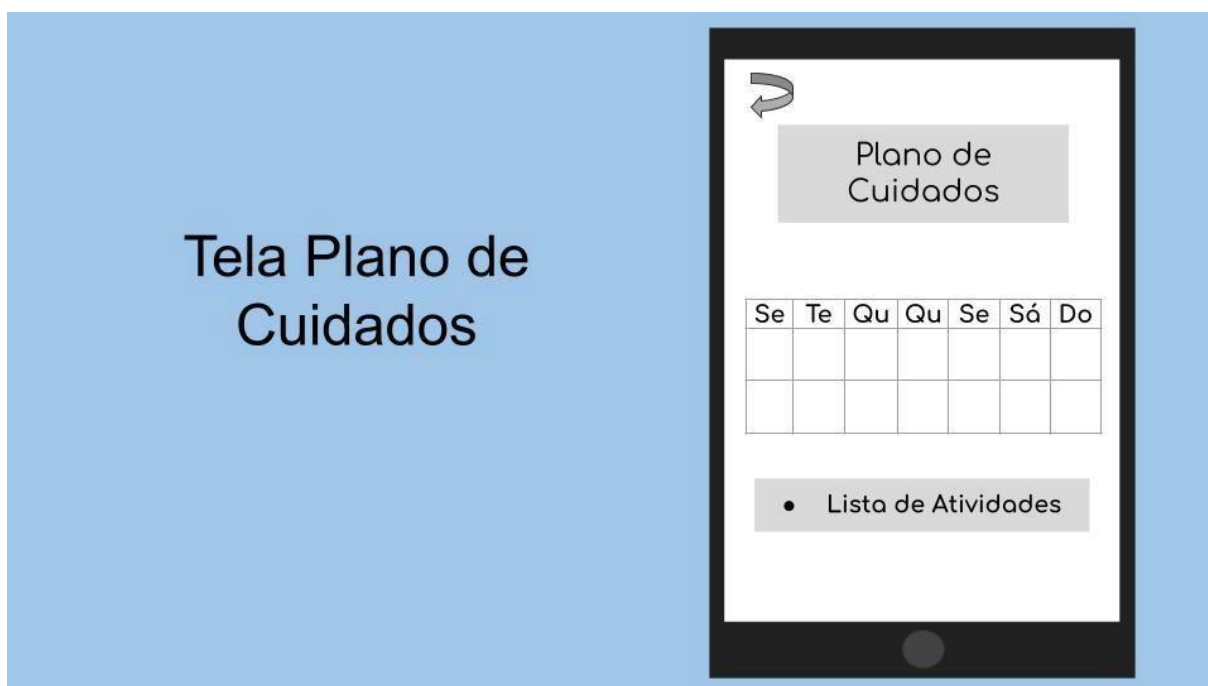 Tela Plano de
Cuidados
Plano de
Cuidados
Se Te Qu Qu Se Sá Do
• Lista de Atividades